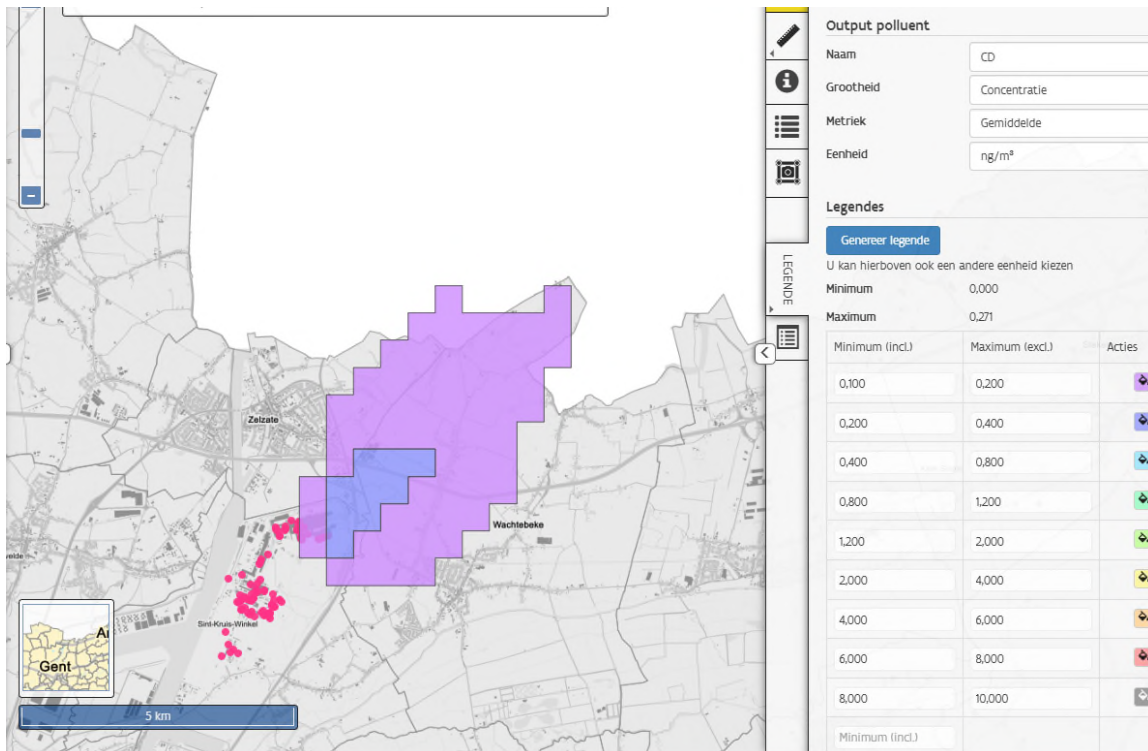 Zelzate
Wachtebeke
Sint-Kruis-Winkel
velde
Gent
A
5 km
LEGENDE
Output polluent
Naam
CD
Grootheid
Concentratie
Metriek
Gemiddelde
Eenheid
ng/m³
Legendes
Genereer legende
U kan hierboven ook een andere eenheid kiezen
Minimum 0,000
Maximum 0,271
Minimum (incl.) Maximum (excl.) Acties
0,100 0,200
0,200 0,400
0,400 0,800
0,800 1,200
1,200 2,000
2,000 4,000
4,000 6,000
6,000 8,000
8,000 10,000
Minimum (incl.)